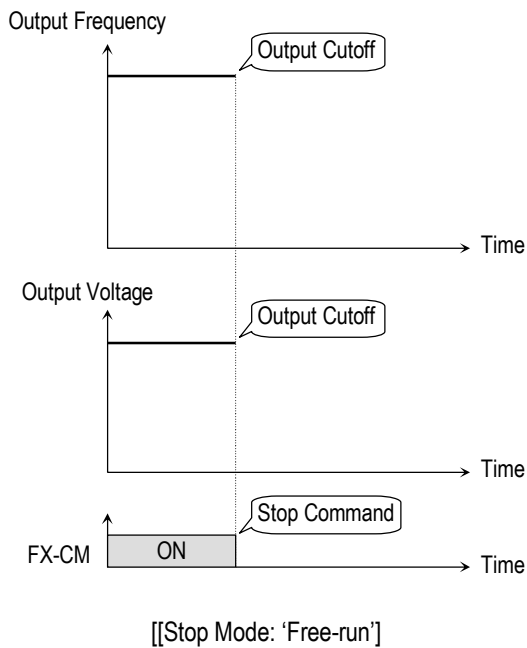 Output Frequency
Output Cutoff
Time
Output Voltage
Output Cutoff
Time
Stop Command
FX-CM
ON
Time
[[Stop Mode: ‘Free-run’]